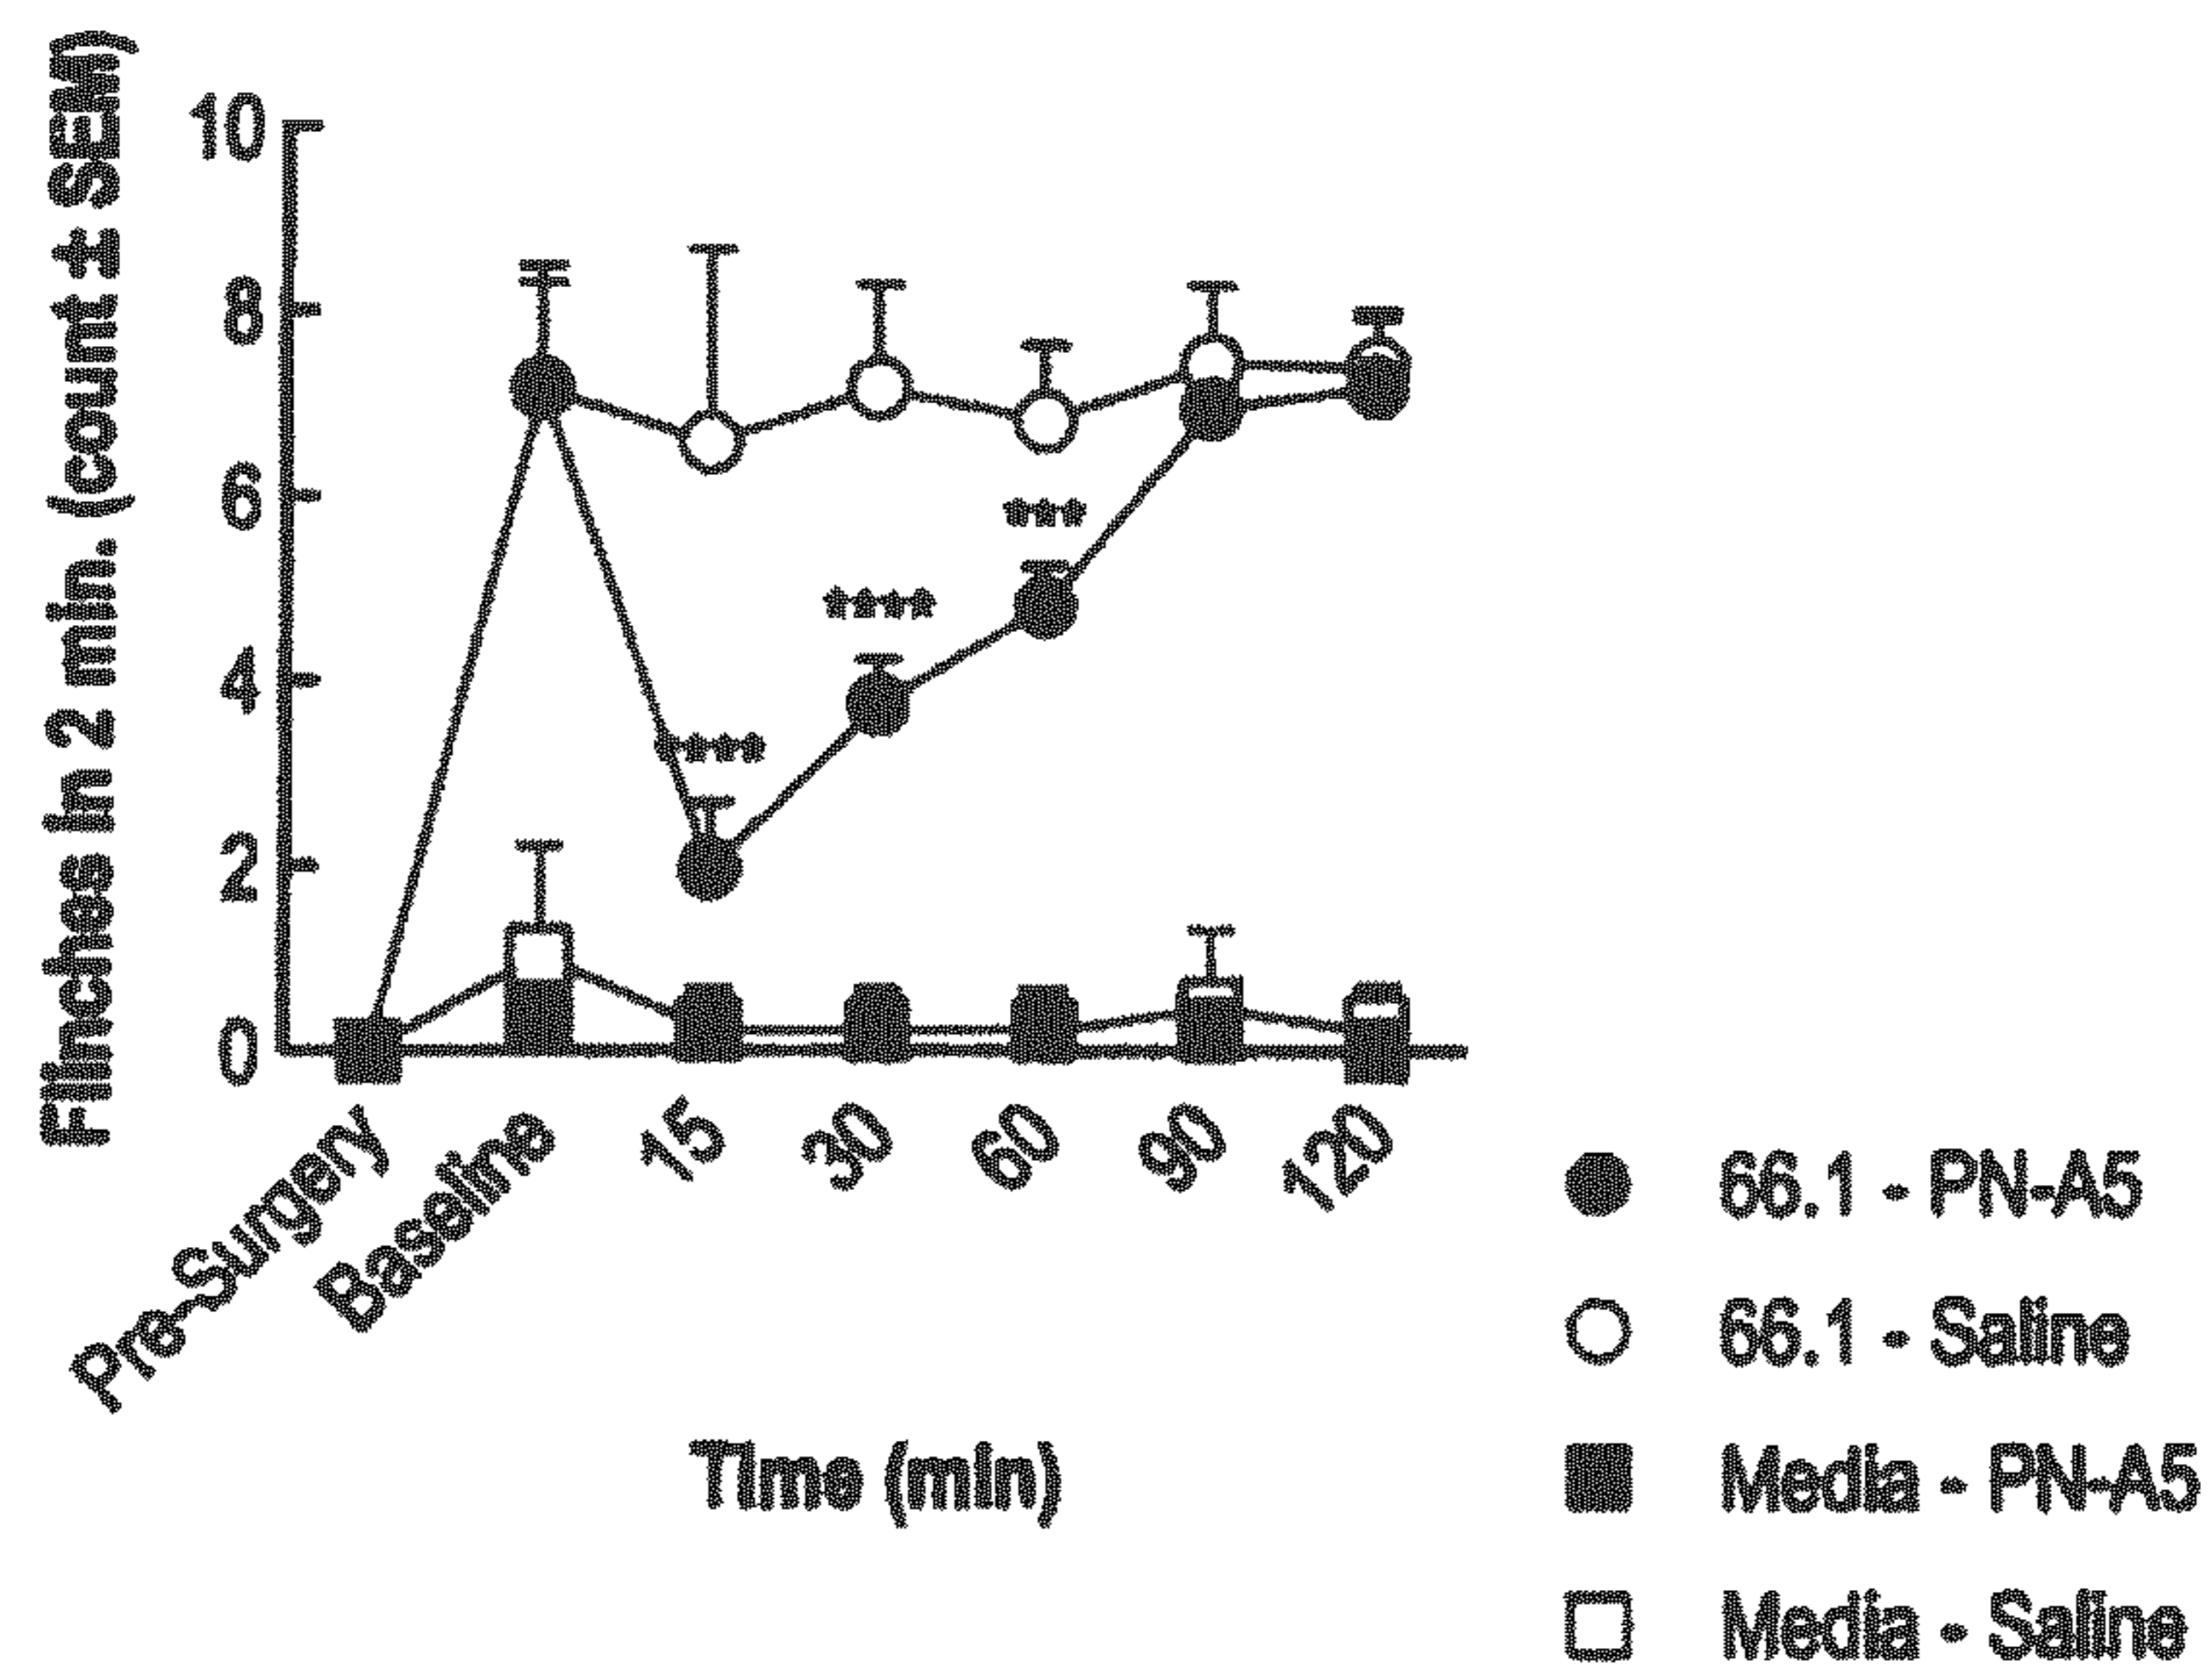 Flinches in 2 min. (count ± SEM)
10
8
6
4
2
0
****
****
***
Pre-Surgery
Baseline
15
30
60
90
120
Time (min)
66.1 - PN-A5
66.1 - Saline
Media - PN-A5
Media - Saline